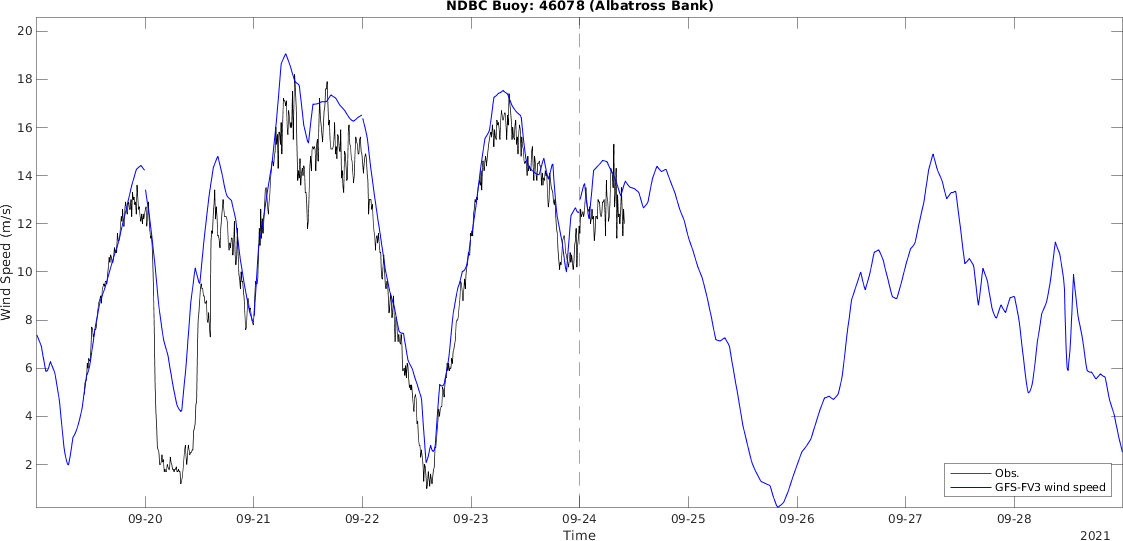 NDBC Buoy: 46078 (Albatross Bank)
20
18
16
14
12
10
8
6
4
2
Wind Speed (m/s)
Obs.
GFS-FV3 wind speed
09-20 09-21 09-22 09-23 09-24 09-25 09-26 09-27 09-28
Time
2021